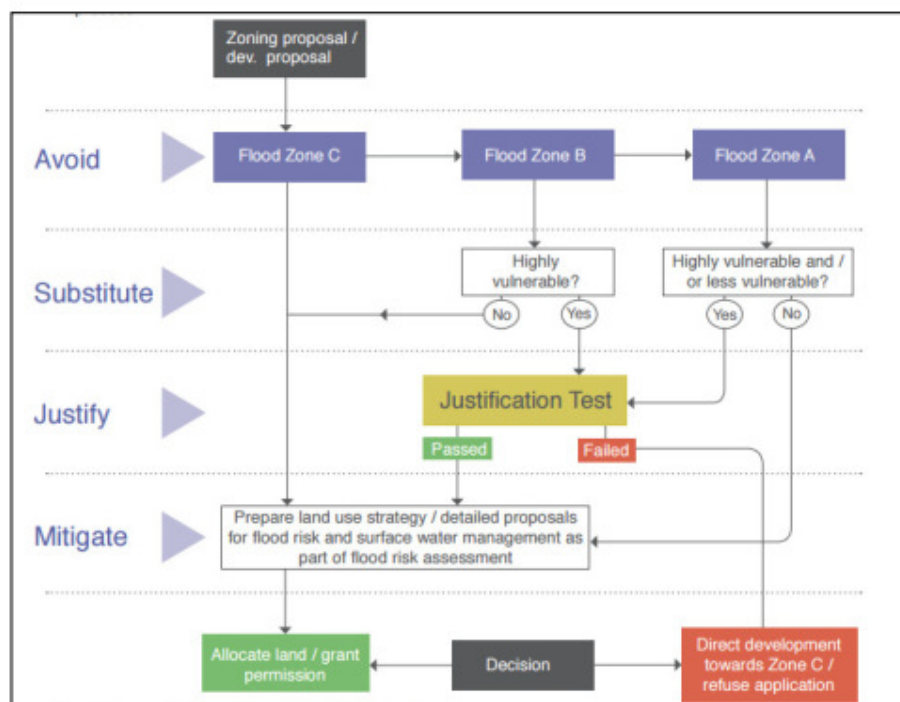 Zoning proposal /
dev. proposal
Avoid
Flood Zone C
Flood Zone B
Flood Zone A
Substitute
Highly
vulnerable?
Highly vulnerable and /
or less vulnerable?
No
Yes
Yes
No
Justify
Justification Test
Passed
Failed
Mitigate
Prepare land use strategy / detailed proposals
for flood risk and surface water management as
part of flood risk assessment
Allocate land / grant
permission
Decision
Direct development
towards Zone C /
refuse application